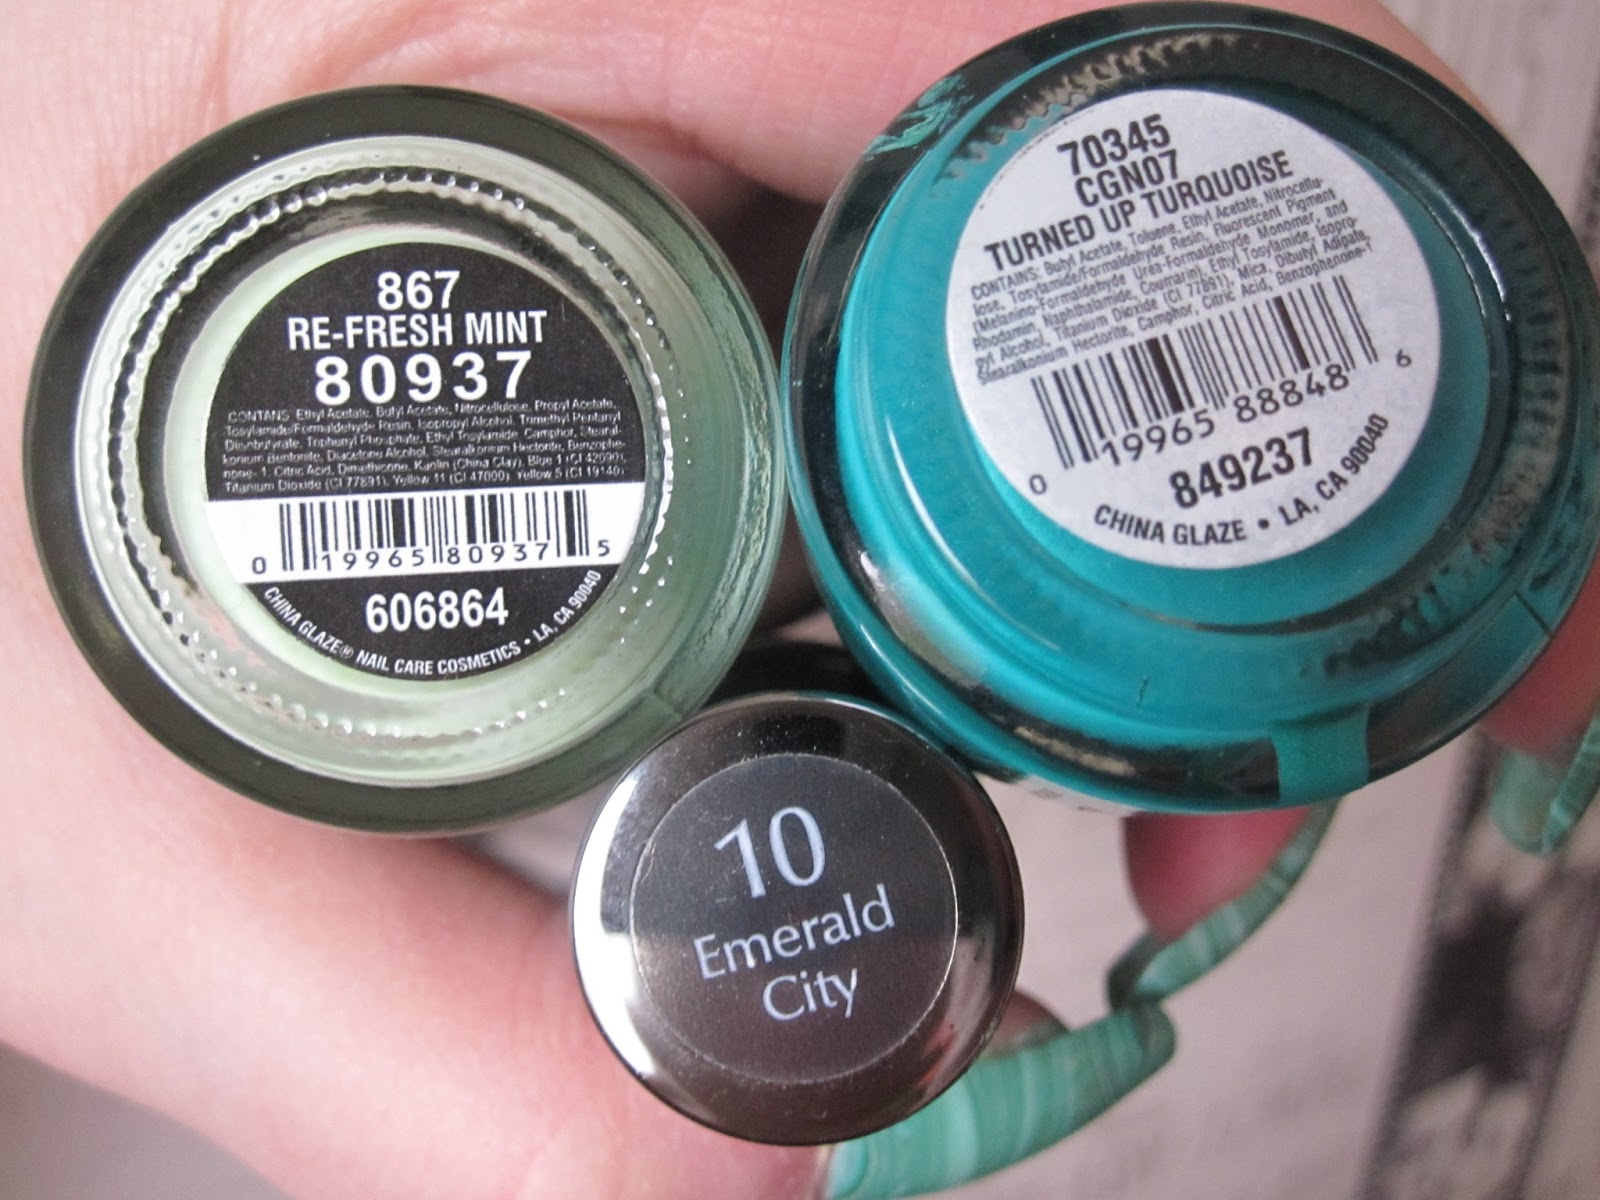 867
RE-FRESH MINT
80937
CONTAINS: Ethyl Acetate, Butyl Acetate, Nitrocellulose, Propyl Acetate,
Tosylamide/Formaldehyde Resin, Isopropyl Alcohol, Trimethyl Pentanyl
Diisobutyrate, Triphenyl Phosphate, Ethyl Tosylamide, Camphor, Stearal-
konium Bentonite, Diacetone Alcohol, Stearalkonium Hectorite, Benzophe-
none- 1, Citric Acid, Dimethicone, Kaolin (China Clay), Blue 1 (CI 42090),
Titanium Dioxide (CI 77891), Yellow 11 (CI 47000), Yellow 5 (CI 19140)
0 19965 80937 5
606864
CHINA GLAZE® NAIL CARE COSMETICS • LA, CA 90040
70345
CGN07
TURNED UP TURQUOISE
CONTAINS: Butyl Acetate, Toluene, Ethyl Acetate, Nitrocellu-
lose, Tosylamide/Formaldehyde Resin, Fluorescent Pigment
(Melanino-Formaldehyde Urea-Formaldehyde Monomer, and
Rhodamin, Naphthalamide, Coumarin), Ethyl Tosylamide, Isopro-
pyl Alcohol, Titanium Dioxide (CI 77891), Mica, Dibutyl Adipate,
Stearalkonium Hectorite, Camphor, Citric Acid, Benzophenone-1
0 19965 88848 6
849237
CHINA GLAZE • LA, CA 90040
10
Emerald
City